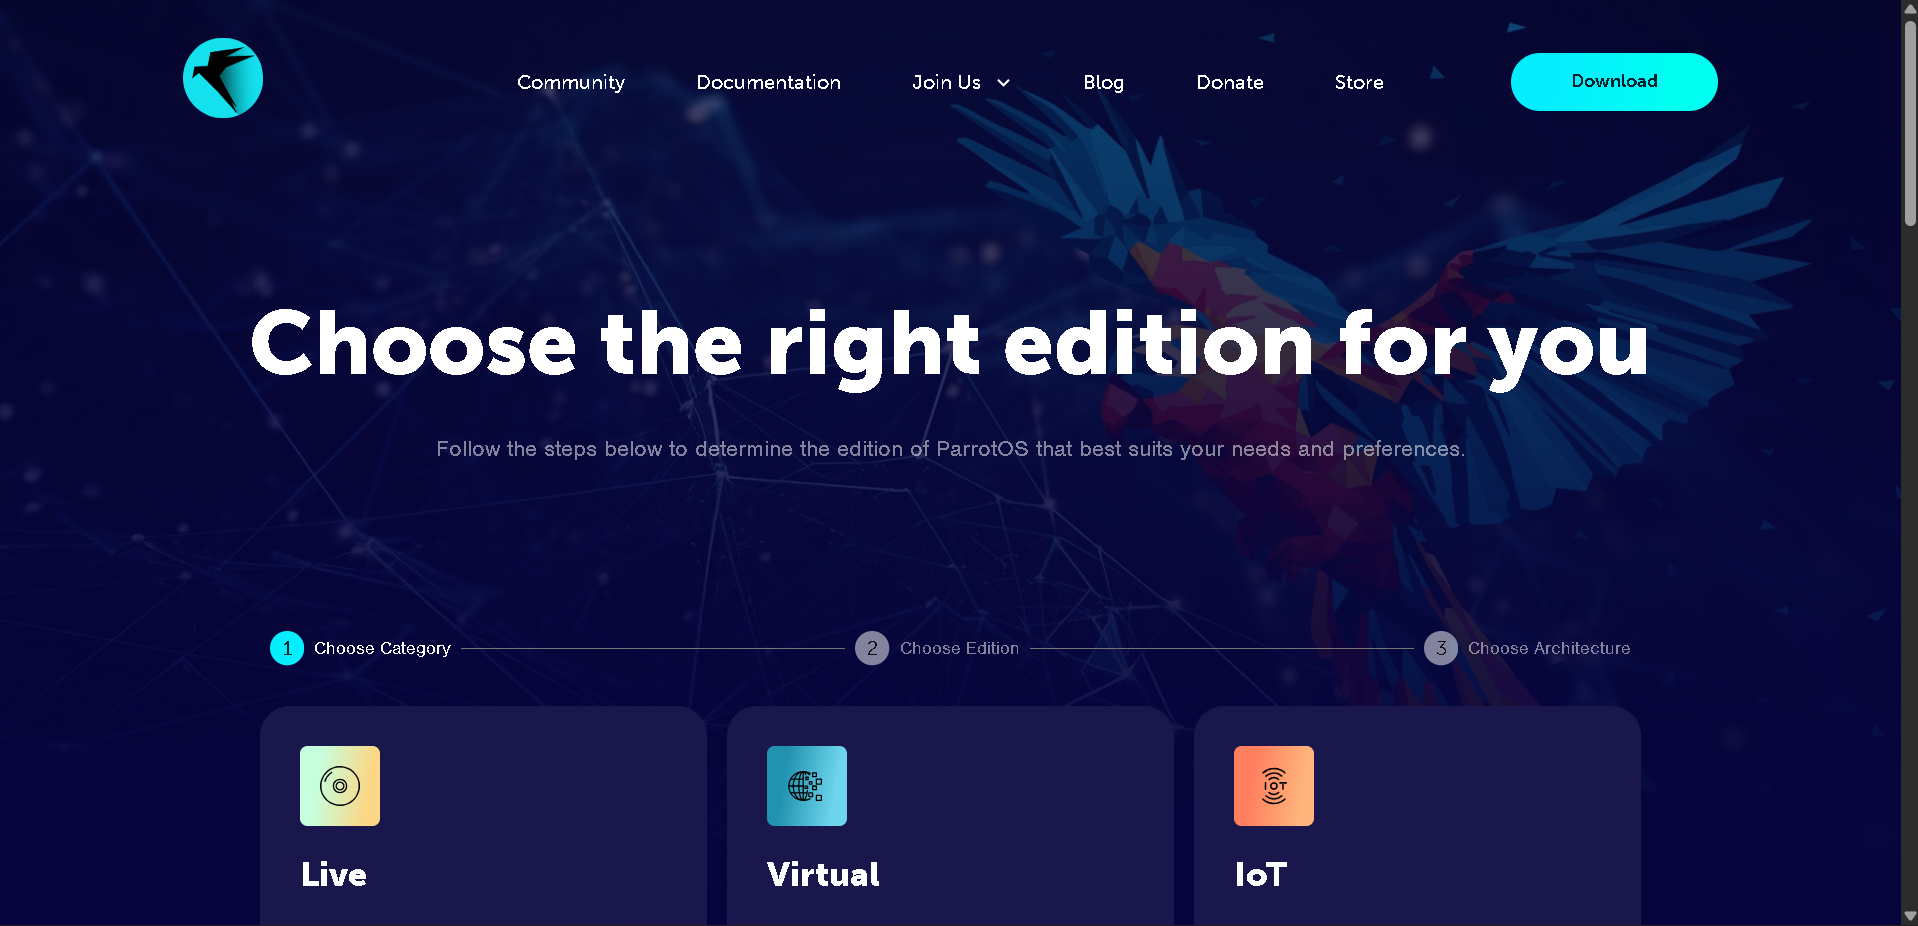 Community Documentation Join Us Blog Donate Store Download
Choose the right edition for you
Follow the steps below to determine the edition of ParrotOS that best suits your needs and preferences.
1 Choose Category 2 Choose Edition 3 Choose Architecture
IoT
Live Virtual IoT